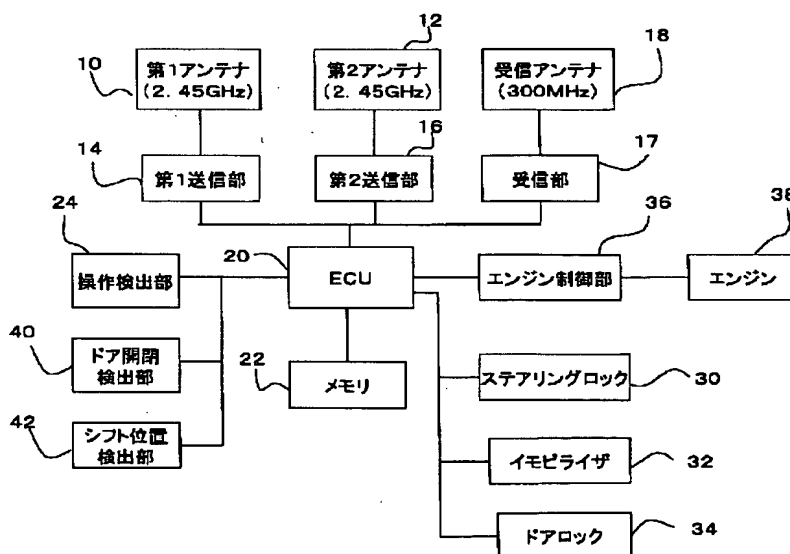 10
第1アンテナ
(2. 45GHz)
12
第2アンテナ
(2. 45GHz)
18
受信アンテナ
(300MHz)
14
第1送信部
16
第2送信部
17
受信部
24
操作検出部
20
ECU
36
エンジン制御部
38
エンジン
40
ドア開閉
検出部
22
メモリ
ステアリングロック
30
42
シフト位置
検出部
イモビライザ
32
ドアロック
34